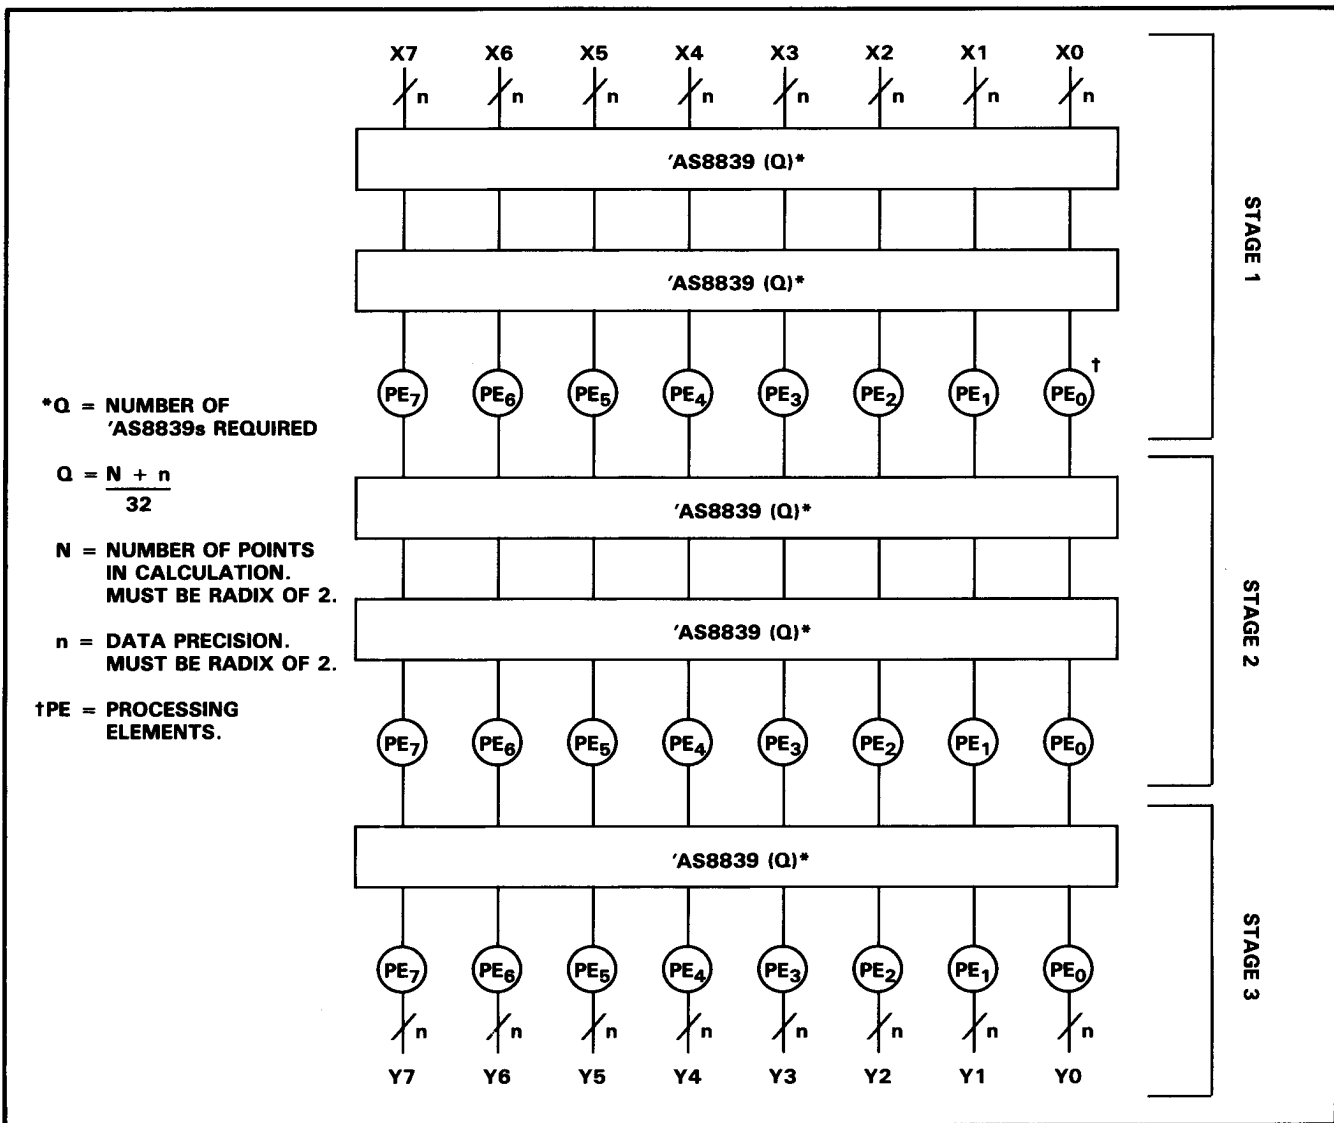 X7 X6 X5 X4 X3 X2 X1 X0
n n n n n n n n
'AS8839 (Q)*
'AS8839 (Q)*
†
PE7 PE6 PE5 PE4 PE3 PE2 PE1 PE0
STAGE 1
*Q = NUMBER OF
'AS8839s REQUIRED
Q = N + n
32
N = NUMBER OF POINTS
IN CALCULATION.
MUST BE RADIX OF 2.
n = DATA PRECISION.
MUST BE RADIX OF 2.
†PE = PROCESSING
ELEMENTS.
'AS8839 (Q)*
'AS8839 (Q)*
PE7 PE6 PE5 PE4 PE3 PE2 PE1 PE0
STAGE 2
'AS8839 (Q)*
PE7 PE6 PE5 PE4 PE3 PE2 PE1 PE0
n n n n n n n n
Y7 Y6 Y5 Y4 Y3 Y2 Y1 Y0
STAGE 3